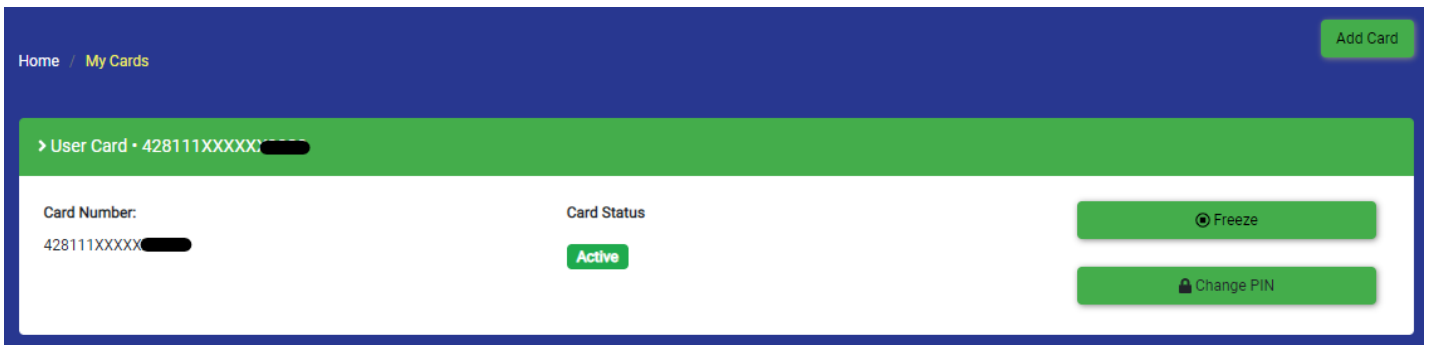 Add Card
Home / My Cards
User Card • 428111XXXXX
Card Number:
Card Status
Freeze
428111XXXXX
Active
Change PIN